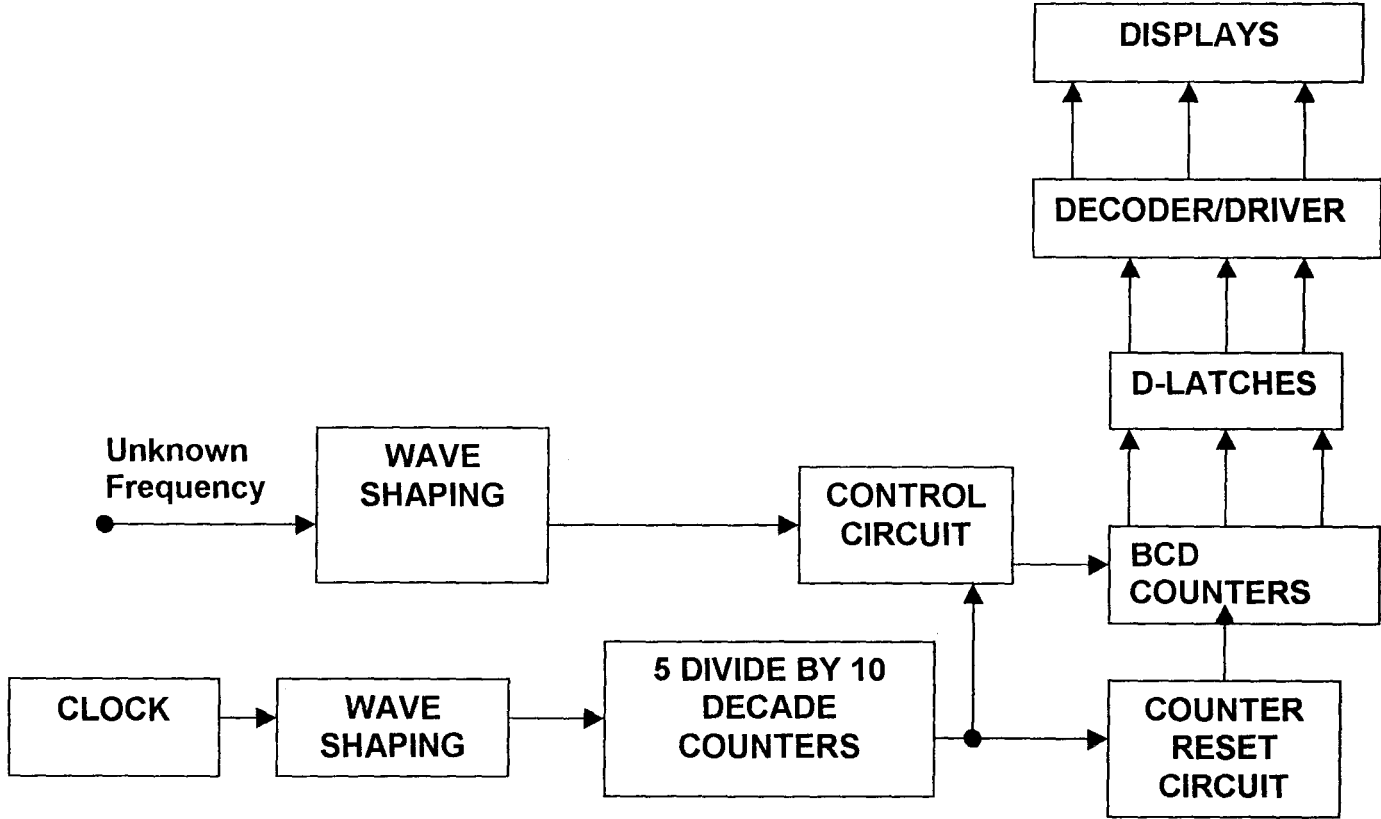 DISPLAYS
DECODER/DRIVER
D-LATCHES
Unknown
Frequency
WAVE
SHAPING
CONTROL
CIRCUIT
BCD
COUNTERS
CLOCK
WAVE
SHAPING
5 DIVIDE BY 10
DECADE
COUNTERS
COUNTER
RESET
CIRCUIT